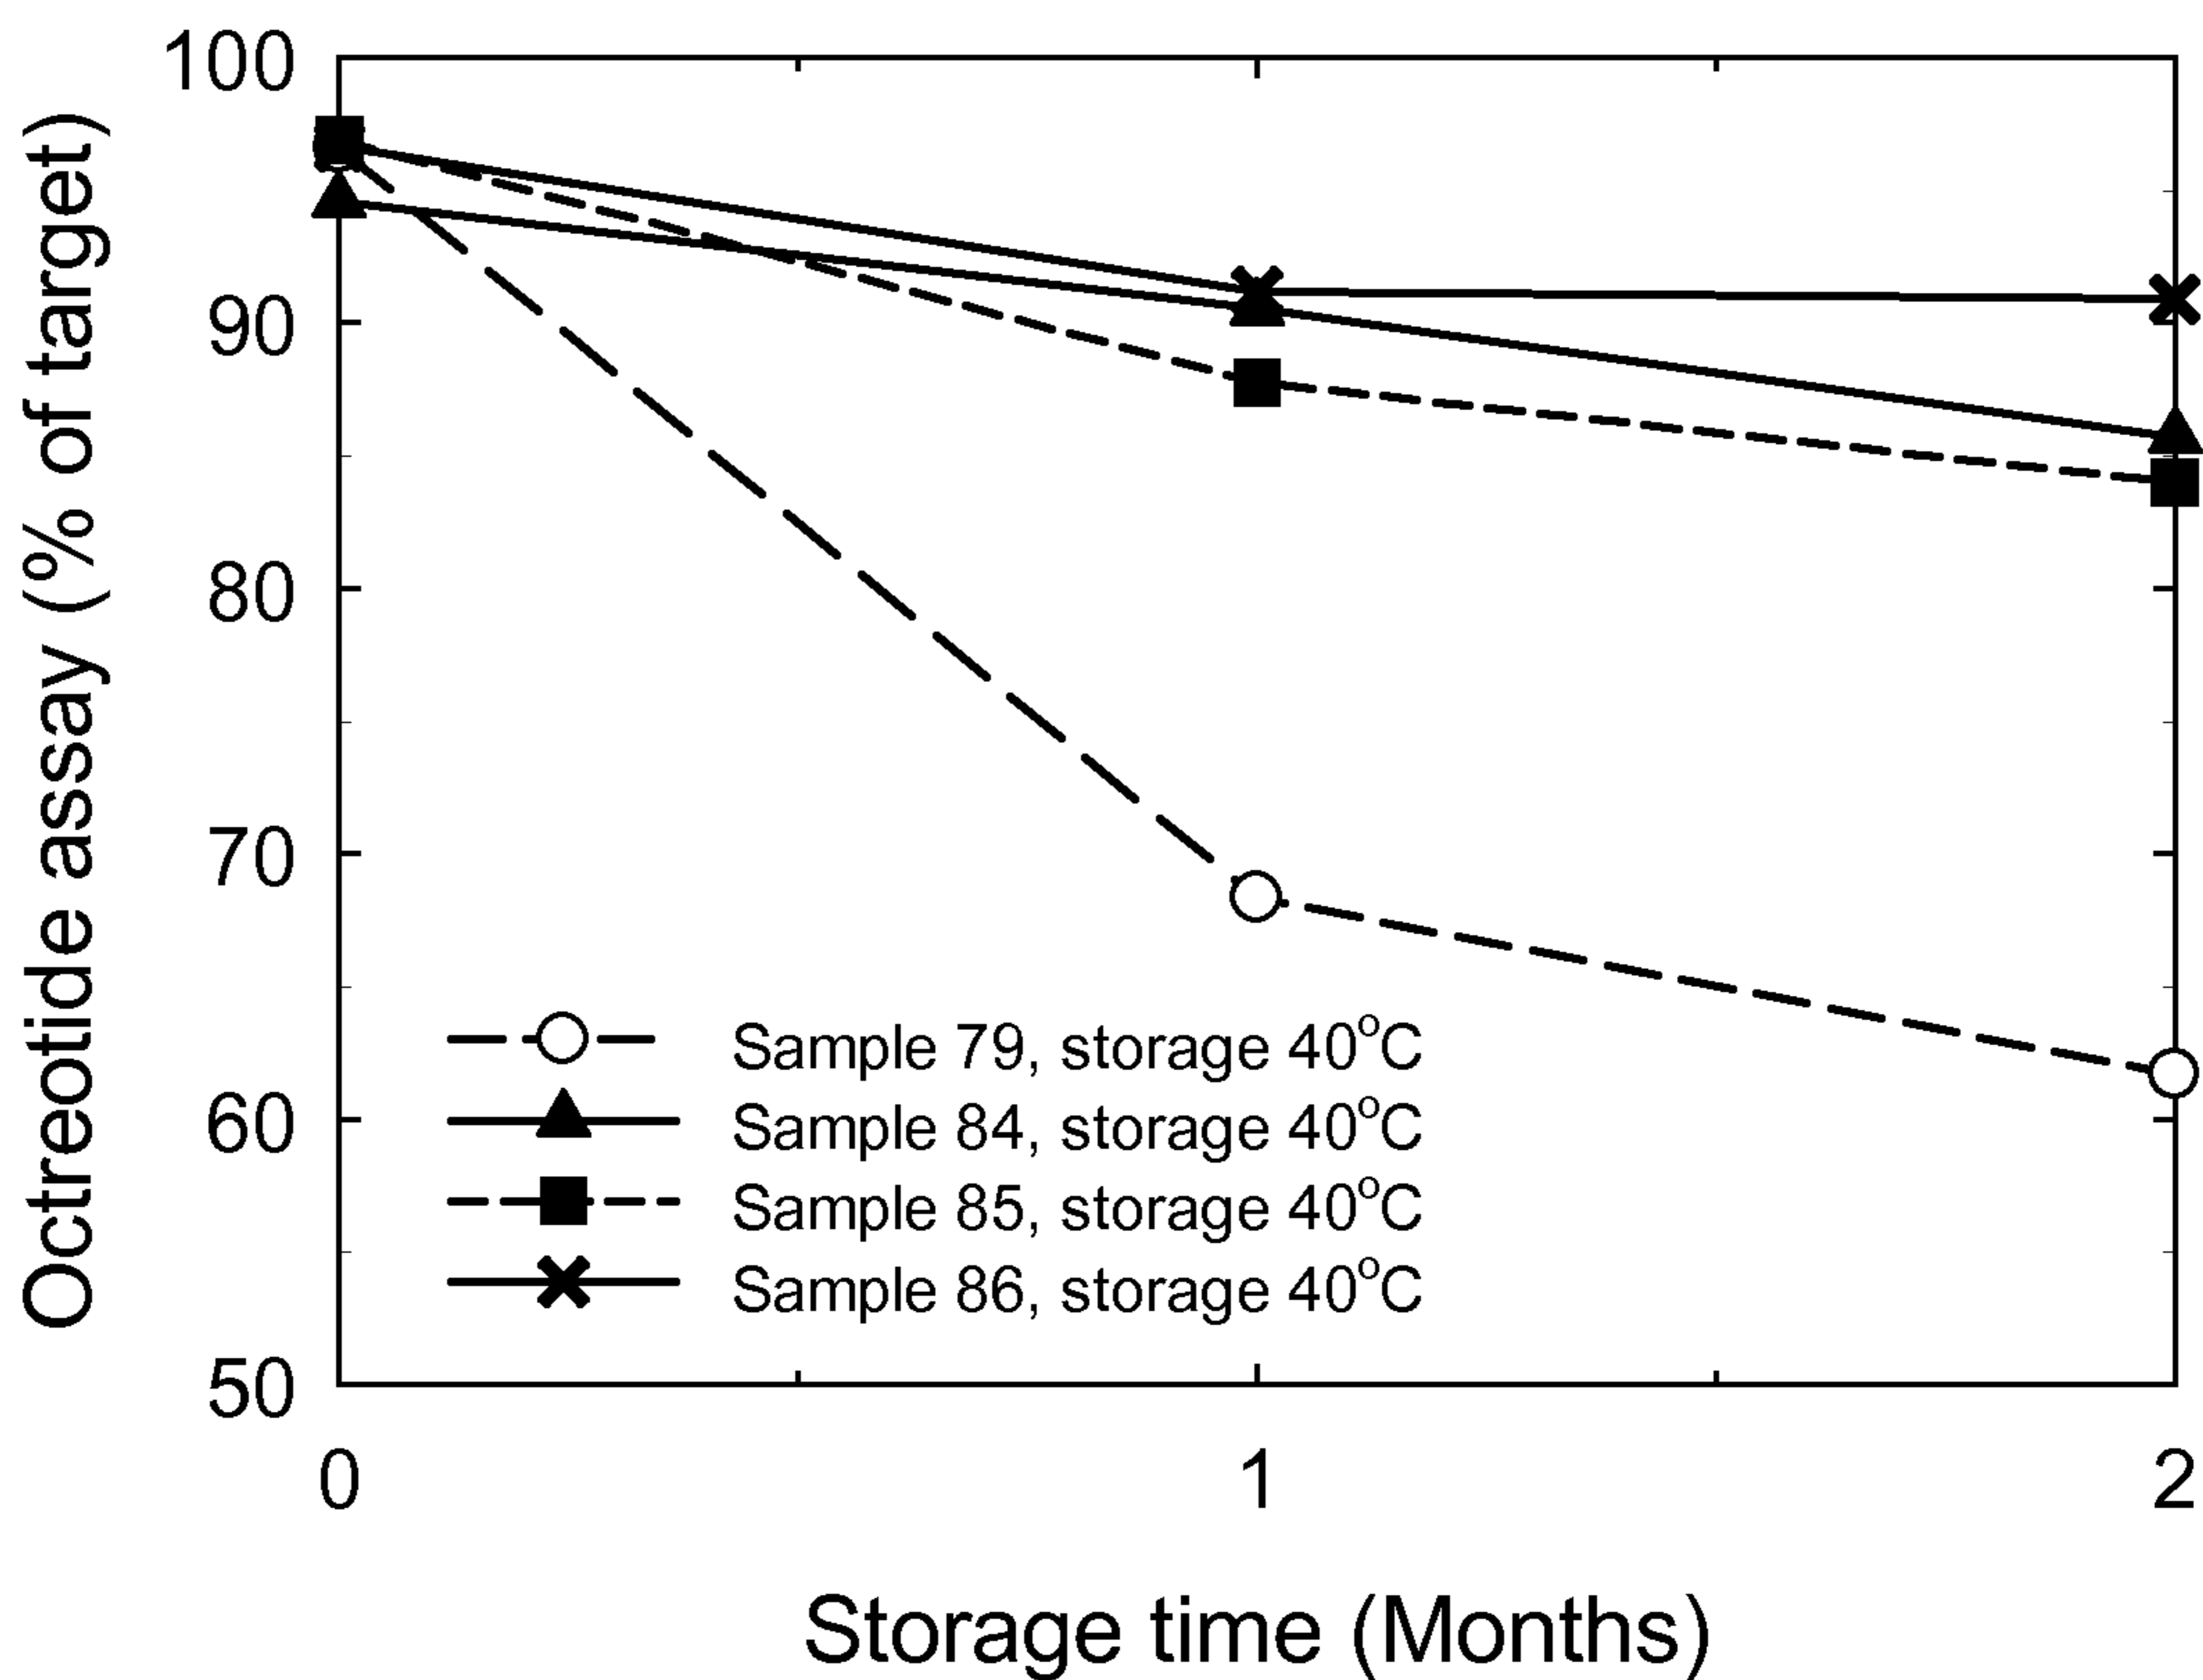 Octreotide assay (% of target)
100
90
80
70
60
50
Sample 79, storage 40°C
Sample 84, storage 40°C
Sample 85, storage 40°C
Sample 86, storage 40°C
0 1 2
Storage time (Months)